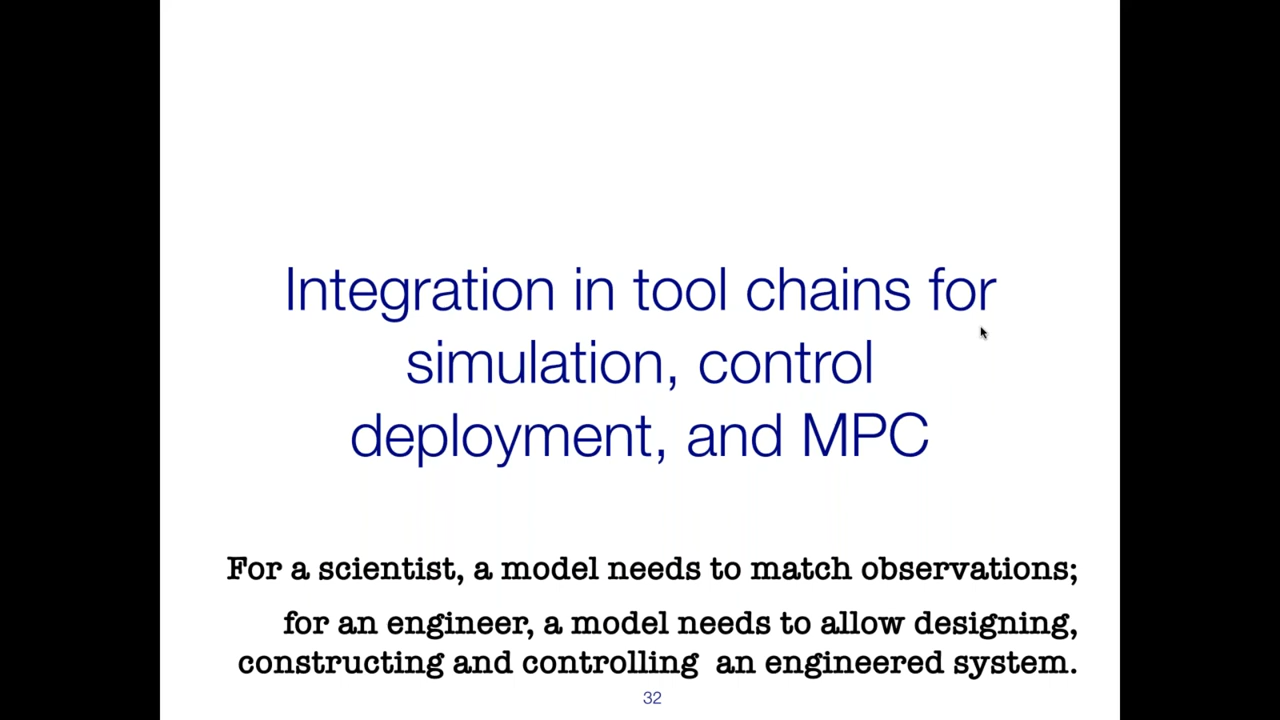 Integration in tool chains for
simulation, control
deployment, and MPC
For a scientist, a model needs to match observations;
for an engineer, a model needs to allow designing,
constructing and controlling an engineered system.
32